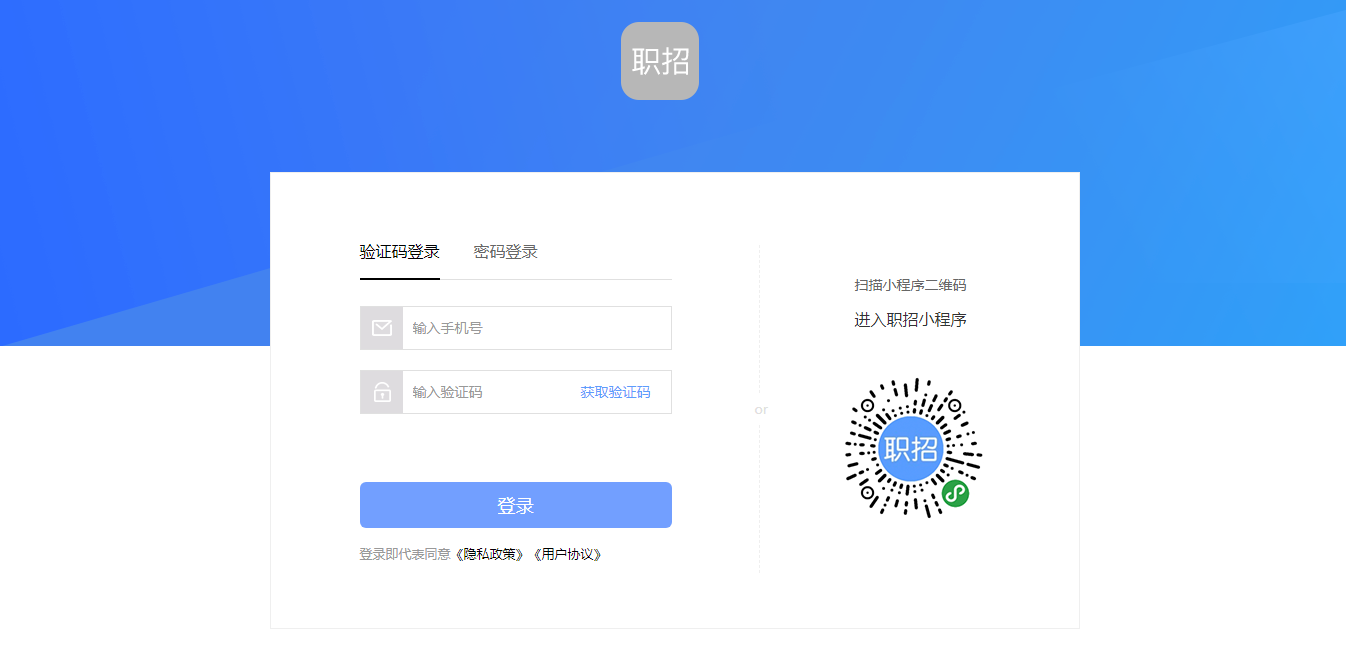 职招
验证码登录 密码登录
输入手机号
输入验证码 获取验证码
登录
登录即代表同意《隐私政策》《用户协议》
or
扫描小程序二维码
进入职招小程序
职招